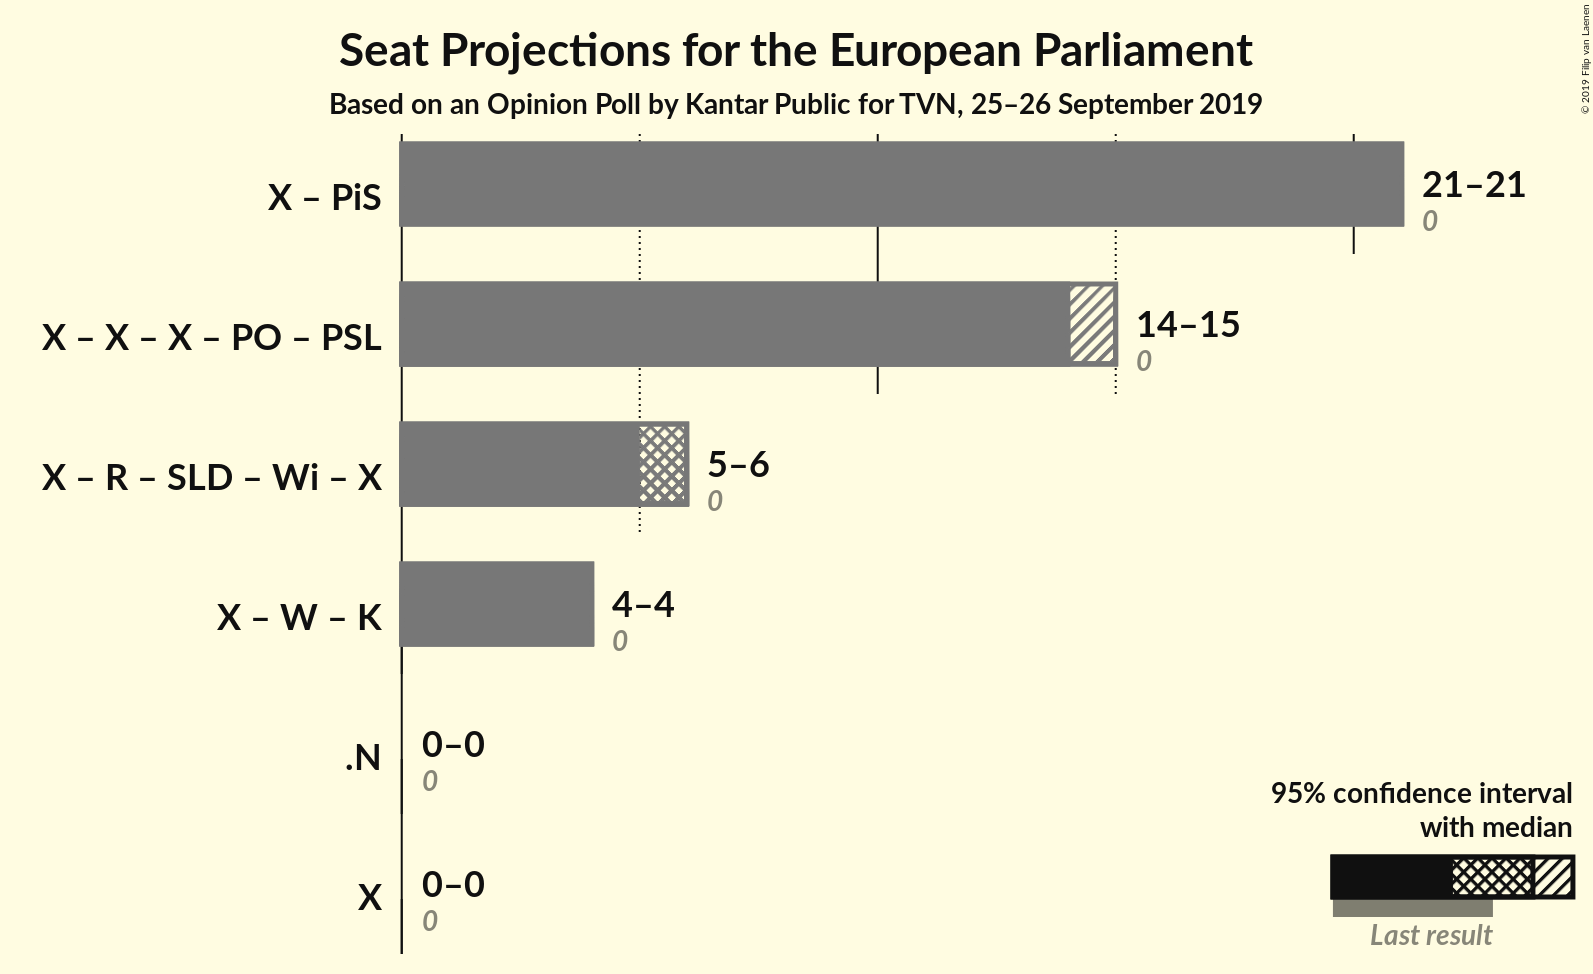 Seat Projections for the European Parliament
Based on an Opinion Poll by Kantar Public for TVN, 25–26 September 2019
© 2019 Filip van Laenen
X – PiS
21–21
0
X – X – X – PO – PSL
14–15
0
X – R – SLD – Wi – X
5–6
0
X – W – K
4–4
0
.N
0–0
0
X
0–0
0
95% confidence interval
with median
Last result